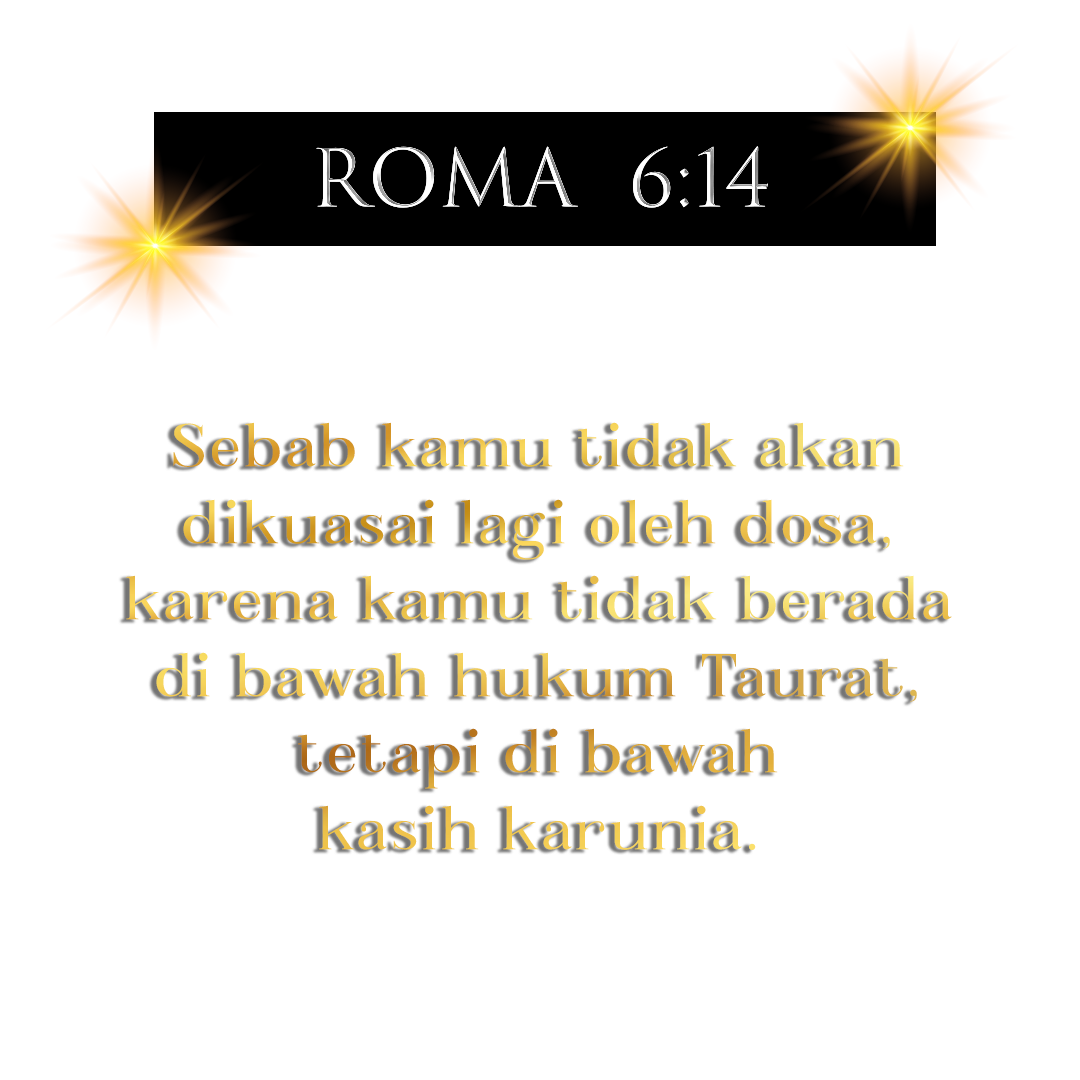 ROMA 6:14
Sebab kamu tidak akan
dikuasai lagi oleh dosa,
karena kamu tidak berada
di bawah hukum Taurat,
tetapi di bawah
kasih karunia.